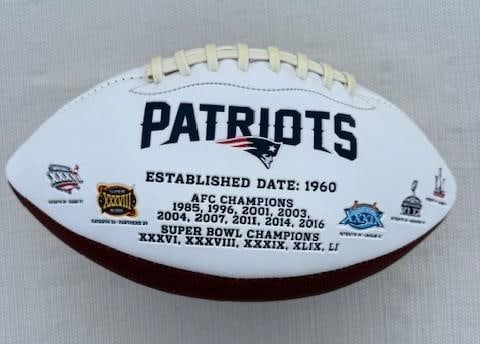 PATRIOTS
ESTABLISHED DATE: 1960
AFC CHAMPIONS
1985, 1996, 2001, 2003,
2004, 2007, 2011, 2014, 2016
SUPER BOWL CHAMPIONS
XXXVI, XXXVIII, XXXIX, XLIX, LI
XXXVIII